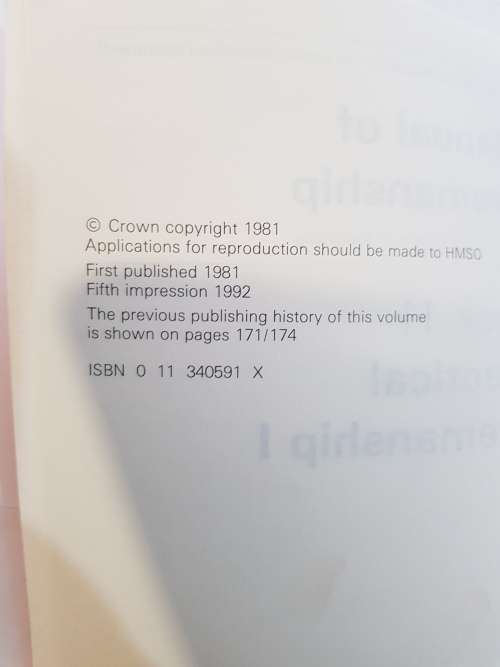 © Crown copyright 1981
Applications for reproduction should be made to HMSO
First published 1981
Fifth impression 1992
The previous publishing history of this volume
is shown on pages 171/174
ISBN 0 11 340591 X